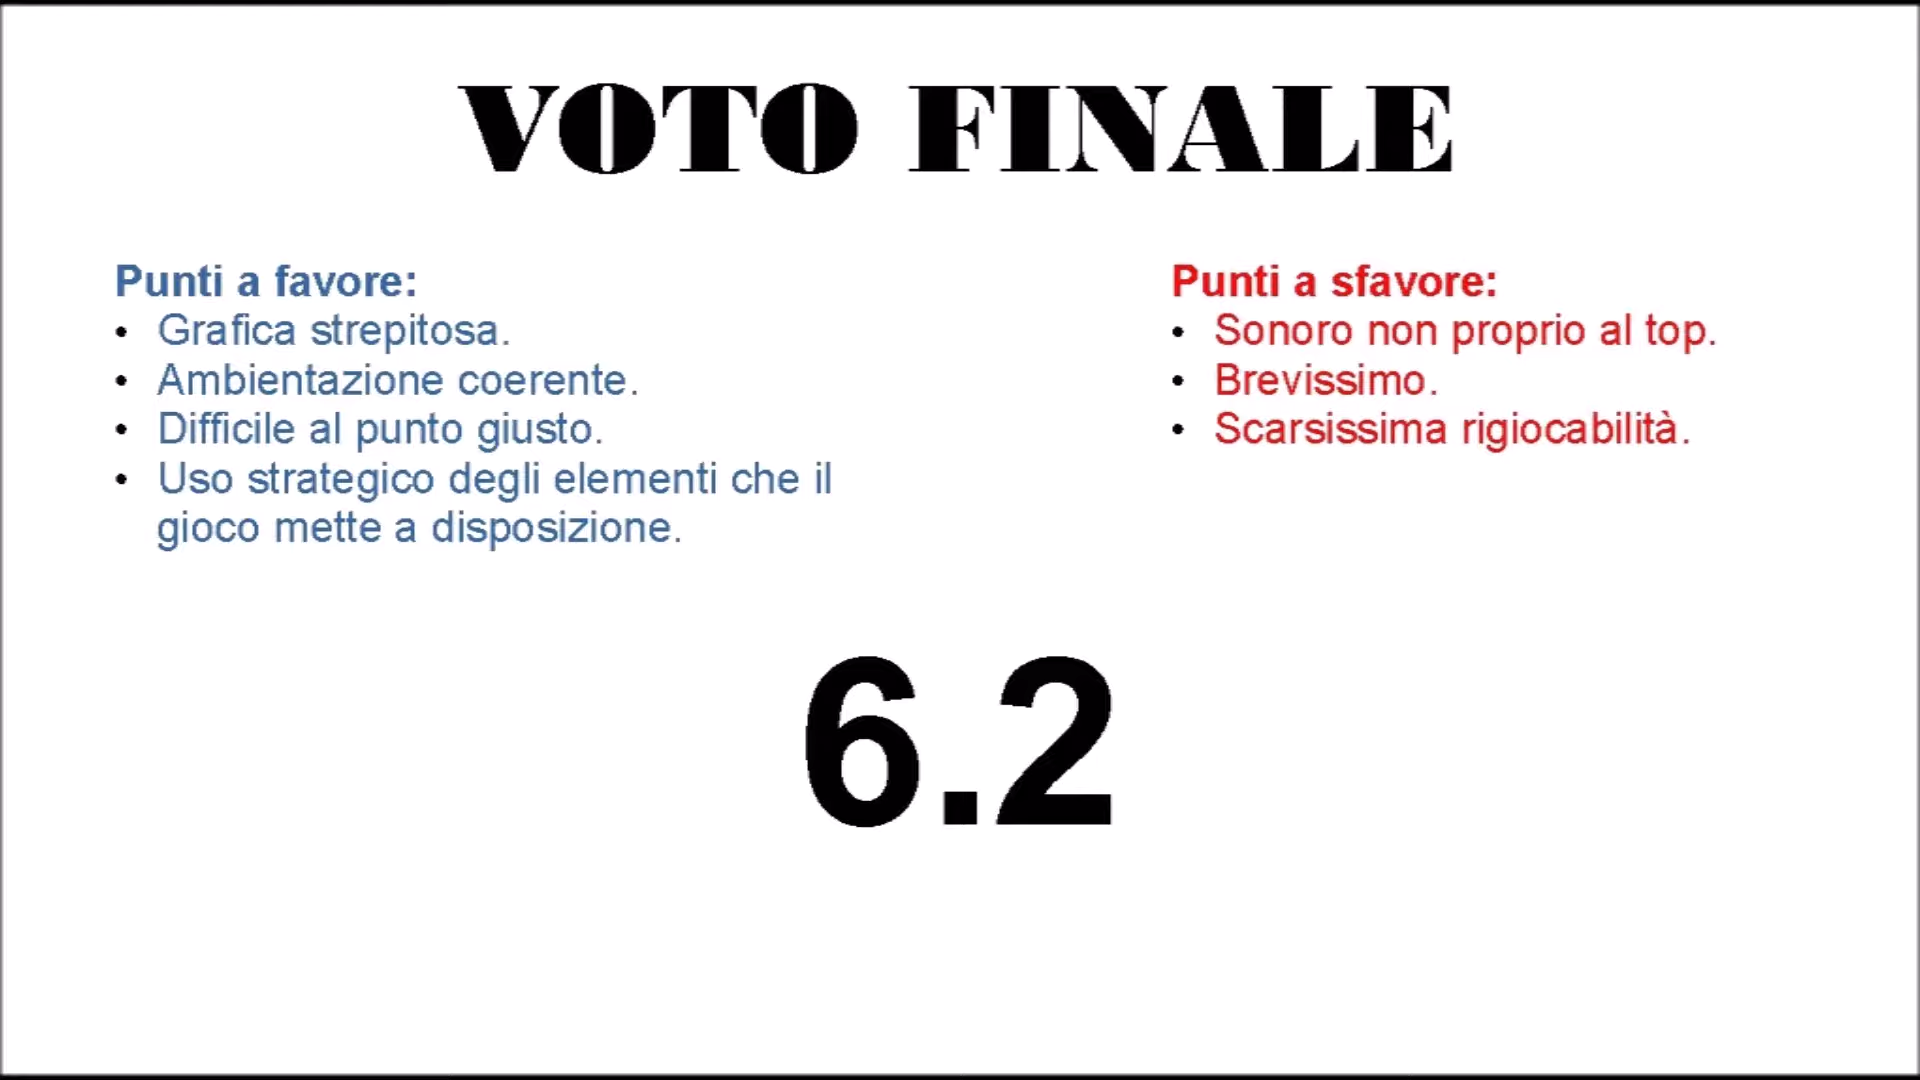 VOTO FINALE
Punti a favore:
• Grafica strepitosa.
• Ambientazione coerente.
• Difficile al punto giusto.
• Uso strategico degli elementi che il
gioco mette a disposizione.
Punti a sfavore:
• Sonoro non proprio al top.
• Brevissimo.
• Scarsissima rigiocabilità.
6.2